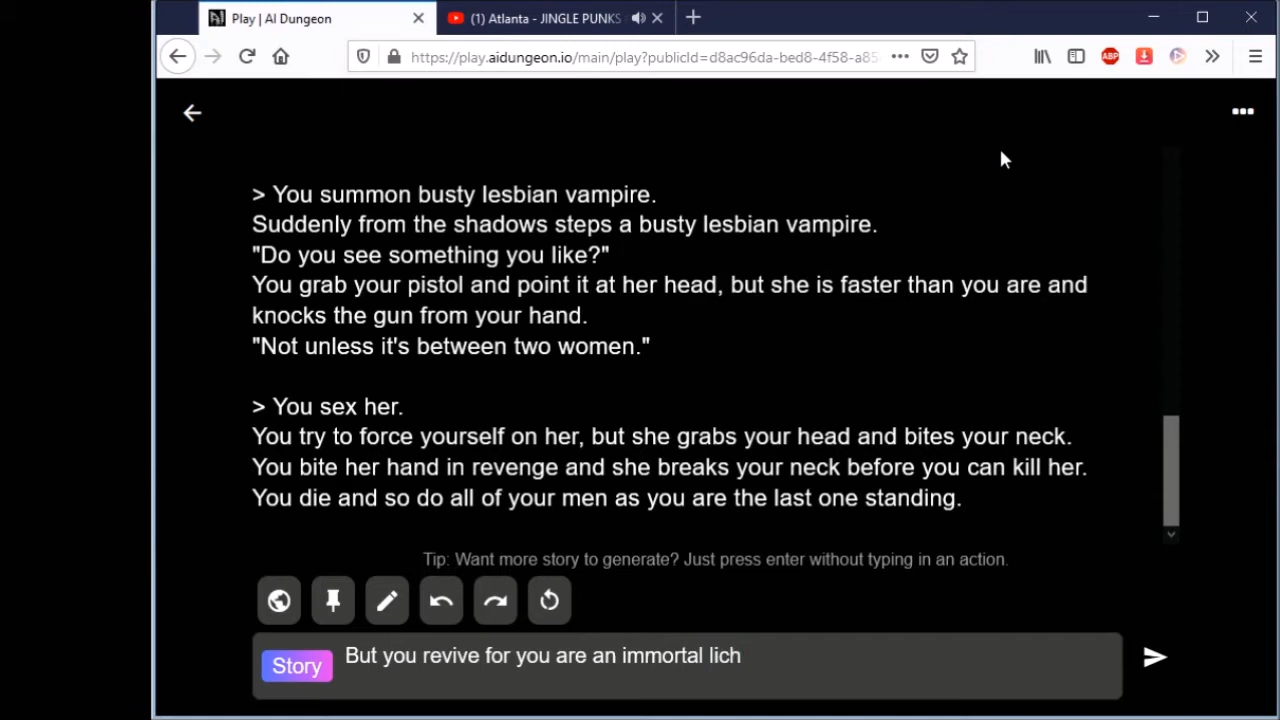 Play | AI Dungeon
(1) Atlanta - JINGLE PUNKS
https://play.aidungeon.io/main/play?publicId=d8ac96da-bed8-4f58-a85
ABP
> You summon busty lesbian vampire.
Suddenly from the shadows steps a busty lesbian vampire.
"Do you see something you like?"
You grab your pistol and point it at her head, but she is faster than you are and
knocks the gun from your hand.
"Not unless it's between two women."
> You sex her.
You try to force yourself on her, but she grabs your head and bites your neck.
You bite her hand in revenge and she breaks your neck before you can kill her.
You die and so do all of your men as you are the last one standing.
Tip: Want more story to generate? Just press enter without typing in an action.
Story But you revive for you are an immortal lich